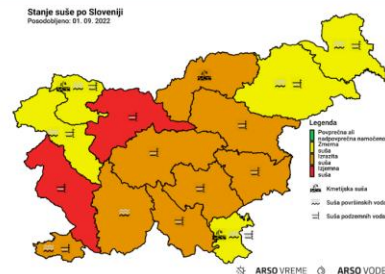 Stanje suše po Sloveniji
Posodobljeno: 01. 09. 2022
Legenda
Povprečna ali
nadpovprečna namočenost
Zmerna
suša
Izrazita
suša
Izjemna
suša
Kmetijska suša
Suša površinskih voda
Suša podzemnih voda
ARSO VREME
ARSO VODE